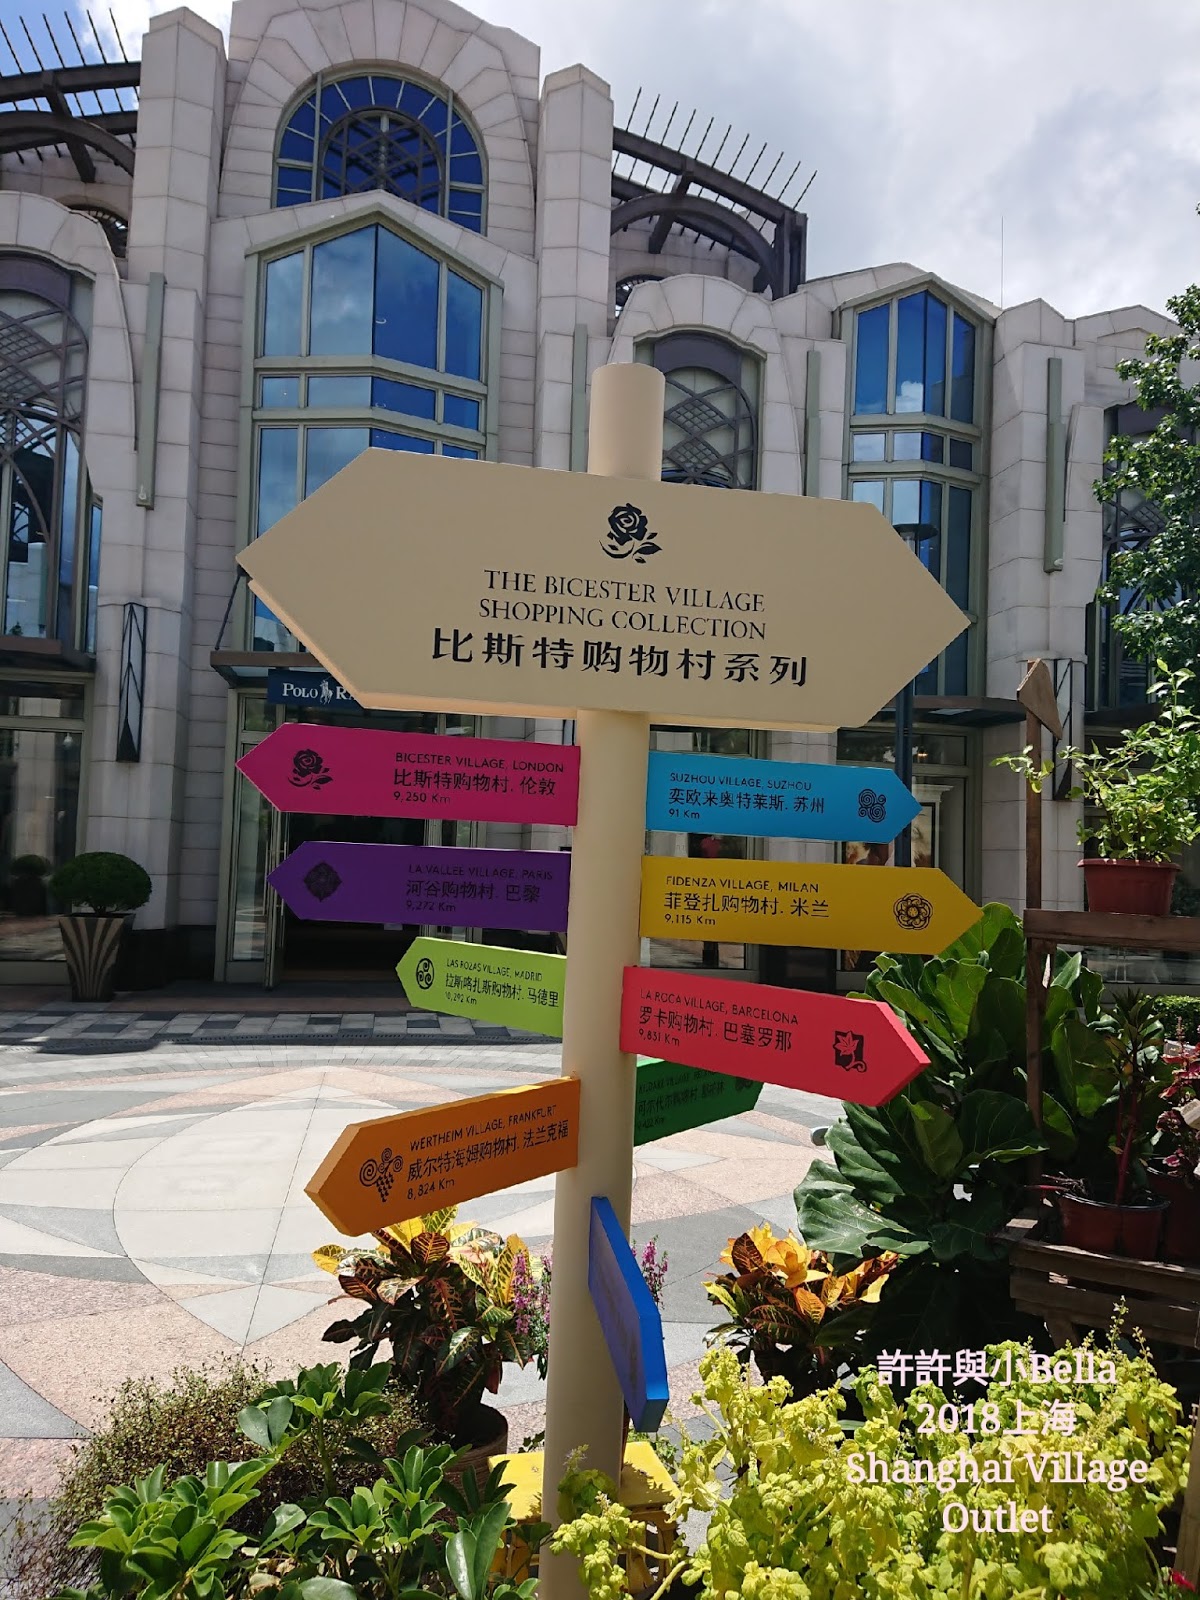 THE BICESTER VILLAGE
SHOPPING COLLECTION
比斯特购物村系列
POLO
BICESTER VILLAGE, LONDON
比斯特购物村. 伦敦
9,250 Km
SUZHOU VILLAGE, SUZHOU
奕欧来奥特莱斯. 苏州
91 Km
LA VALLEE VILLAGE, PARIS
河谷购物村. 巴黎
9,272 Km
FIDENZA VILLAGE, MILAN
菲登扎购物村. 米兰
9,115 Km
LAS ROZAS VILLAGE, MADRID
拉斯咯扎斯购物村. 马德里
10,292 Km
LA ROCA VILLAGE, BARCELONA
罗卡购物村. 巴塞罗那
9,831 Km
WERTHEIM VILLAGE, FRANKFURT
威尔特海姆购物村. 法兰克福
8,824 Km
許許與小Bella
2018上海
Shanghai Village
Outlet